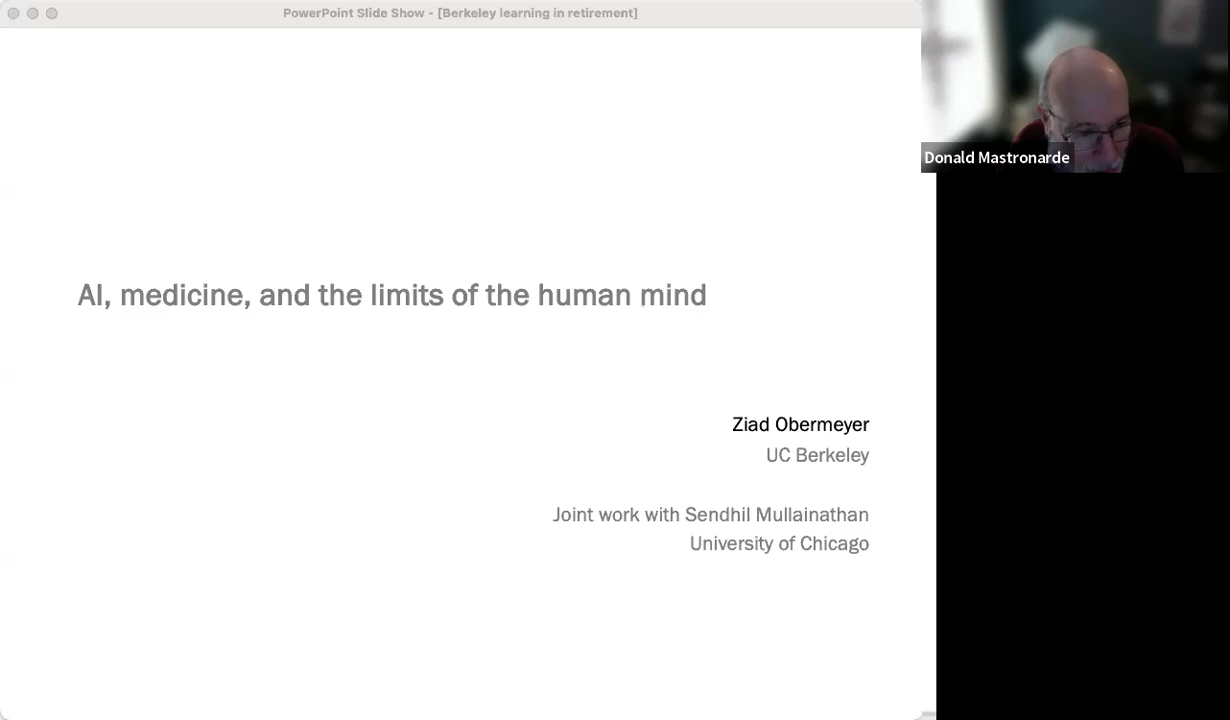 PowerPoint Slide Show - [Berkeley learning in retirement]
Donald Mastronarde
AI, medicine, and the limits of the human mind
Ziad Obermeyer
UC Berkeley
Joint work with Sendhil Mullainathan
University of Chicago